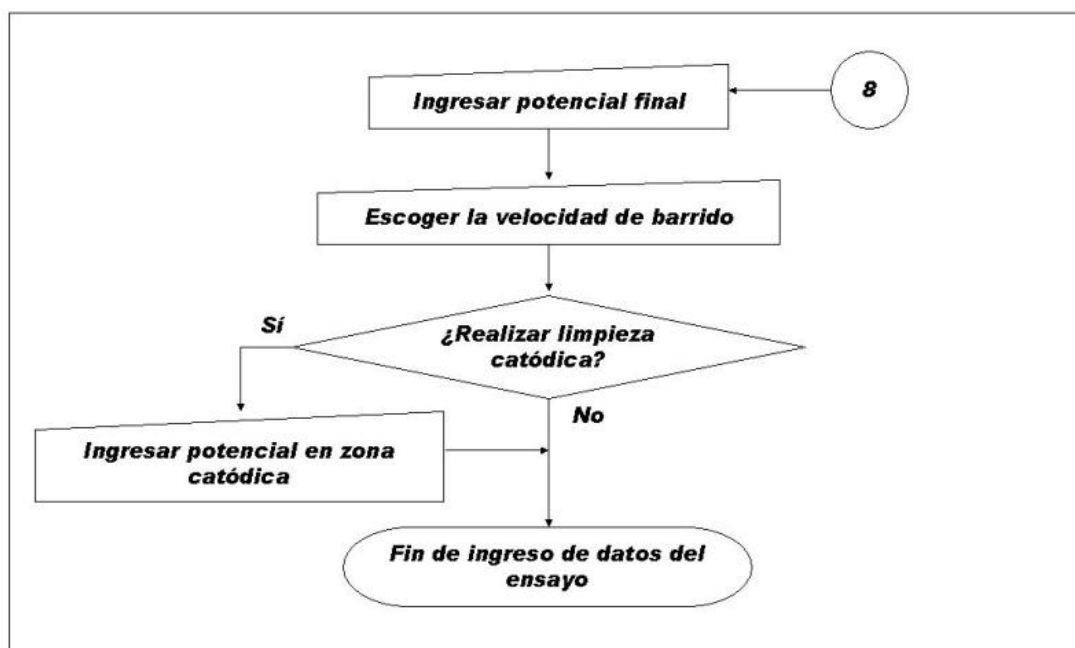 Ingresar potencial final
8
Escoger la velocidad de barrido
¿Realizar limpieza
catódica?
Sí
No
Ingresar potencial en zona
catódica
Fin de ingreso de datos del
ensayo